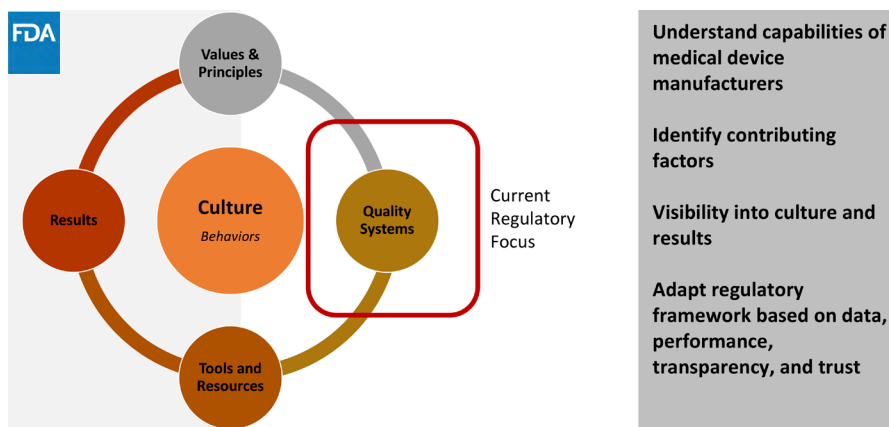 FDA
Values &
Principles
Results
Culture
Behaviors
Quality
Systems
Current
Regulatory
Focus
Tools and
Resources
Understand capabilities of
medical device
manufacturers
Identify contributing
factors
Visibility into culture and
results
Adapt regulatory
framework based on data,
performance,
transparency, and trust